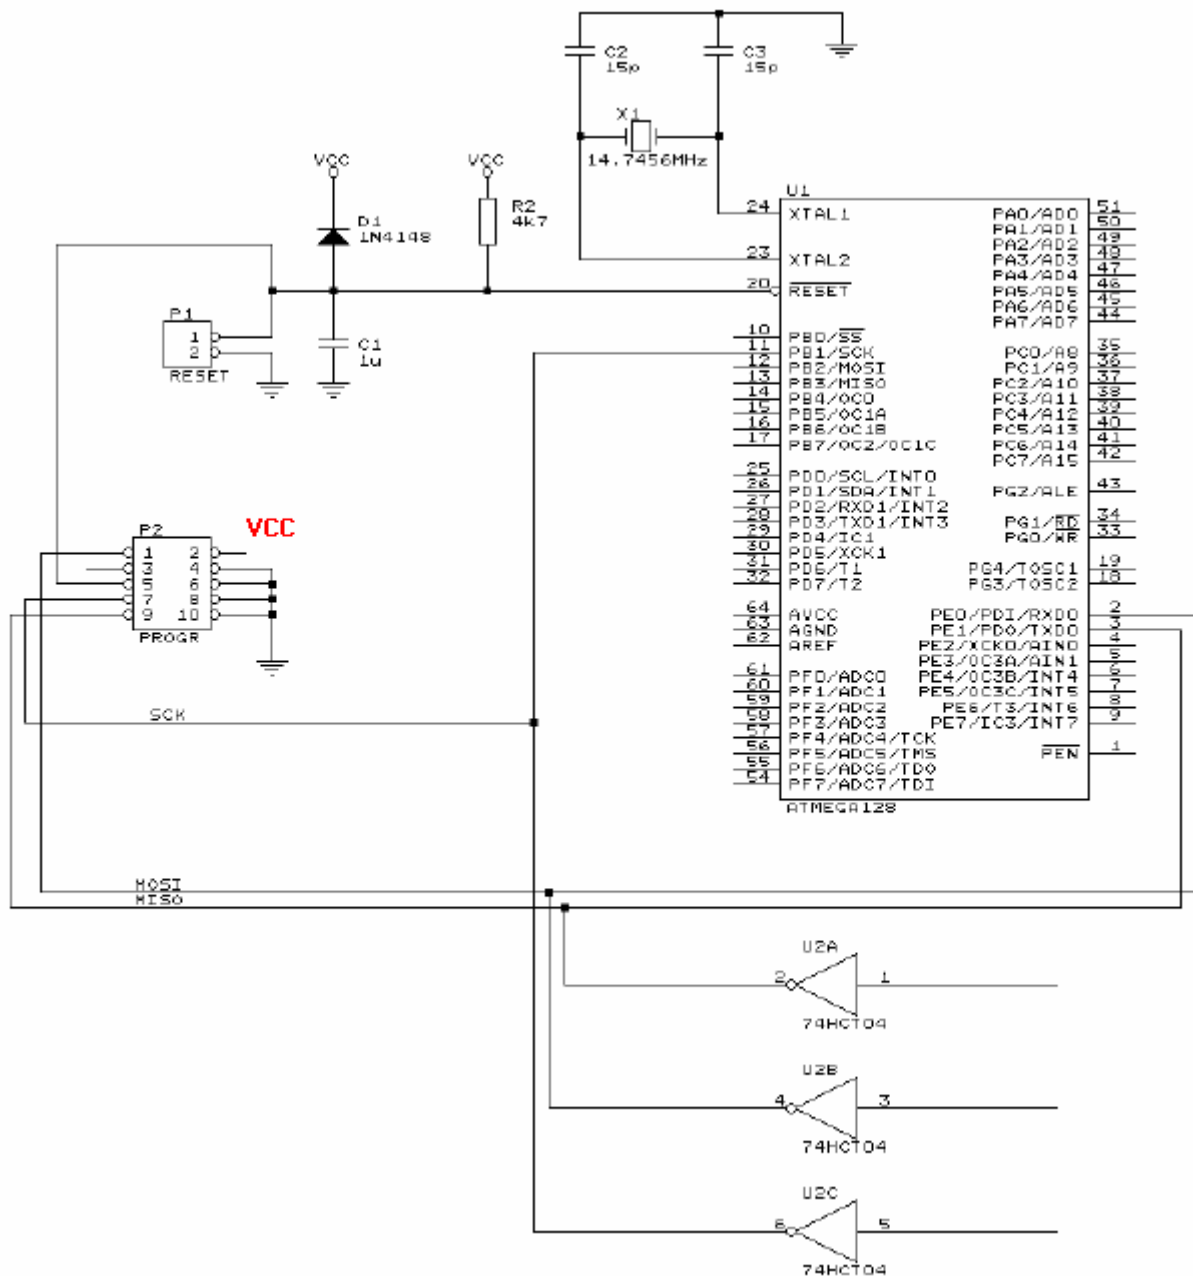 C2
15p
C3
15p
X1
14.7456MHz
VCC
VCC
D1
1N4148
R2
4k7
U1
24 XTAL1
23 XTAL2
20 RESET
10 PB0/SS
11 PB1/SCK
12 PB2/MOSI
13 PB3/MISO
14 PB4/OC0
15 PB5/OC1A
16 PB6/OC1B
17 PB7/OC2/OC1C
25 PD0/SCL/INT0
26 PD1/SDA/INT1
27 PD2/RXD1/INT2
28 PD3/TXD1/INT3
29 PD4/IC1
30 PD5/XCK1
31 PD6/T1
32 PD7/T2
64 AVCC
63 AGND
62 AREF
61 PF0/ADC0
60 PF1/ADC1
59 PF2/ADC2
58 PF3/ADC3
57 PF4/ADC4/TCK
56 PF5/ADC5/TMS
55 PF6/ADC6/TDO
54 PF7/ADC7/TDI
PA0/AD0 51
PA1/AD1 50
PA2/AD2 49
PA3/AD3 48
PA4/AD4 47
PA5/AD5 46
PA6/AD6 45
PA7/AD7 44
PC0/A8 35
PC1/A9 36
PC2/A10 37
PC3/A11 38
PC4/A12 39
PC5/A13 40
PC6/A14 41
PC7/A15 42
PG2/ALE 43
PG1/RD 34
PG0/WR 33
PG4/TOSC1 19
PG3/TOSC2 18
PE0/PDI/RXD0 2
PE1/PDO/TXD0 3
PE2/XCK0/AIN0 4
PE3/OC3A/AIN1 5
PE4/OC3B/INT4 6
PE5/OC3C/INT5 7
PE6/T3/INT6 8
PE7/IC3/INT7 9
PEN 1
ATMEGA128
P1
1
2
RESET
C1
1u
P2
VCC
1 2
3 4
5 6
7 8
9 10
PROGR
SCK
MOSI
MISO
U2A
2 1
74HCT04
U2B
4 3
74HCT04
U2C
6 5
74HCT04